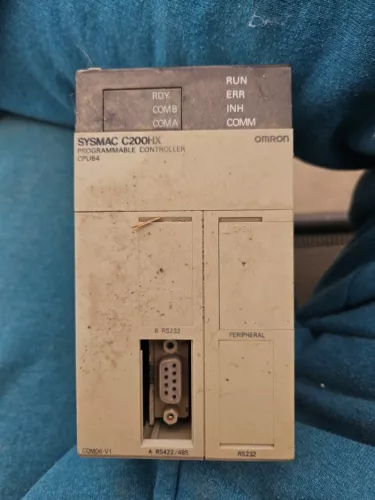 RUN
RDY ERR
COMB INH
COMA COMM
SYSMAC C200HX OMRON
PROGRAMMABLE CONTROLLER
CPU64
B RS232 PERIPHERAL
COM06-V1 A RS422/485 RS232